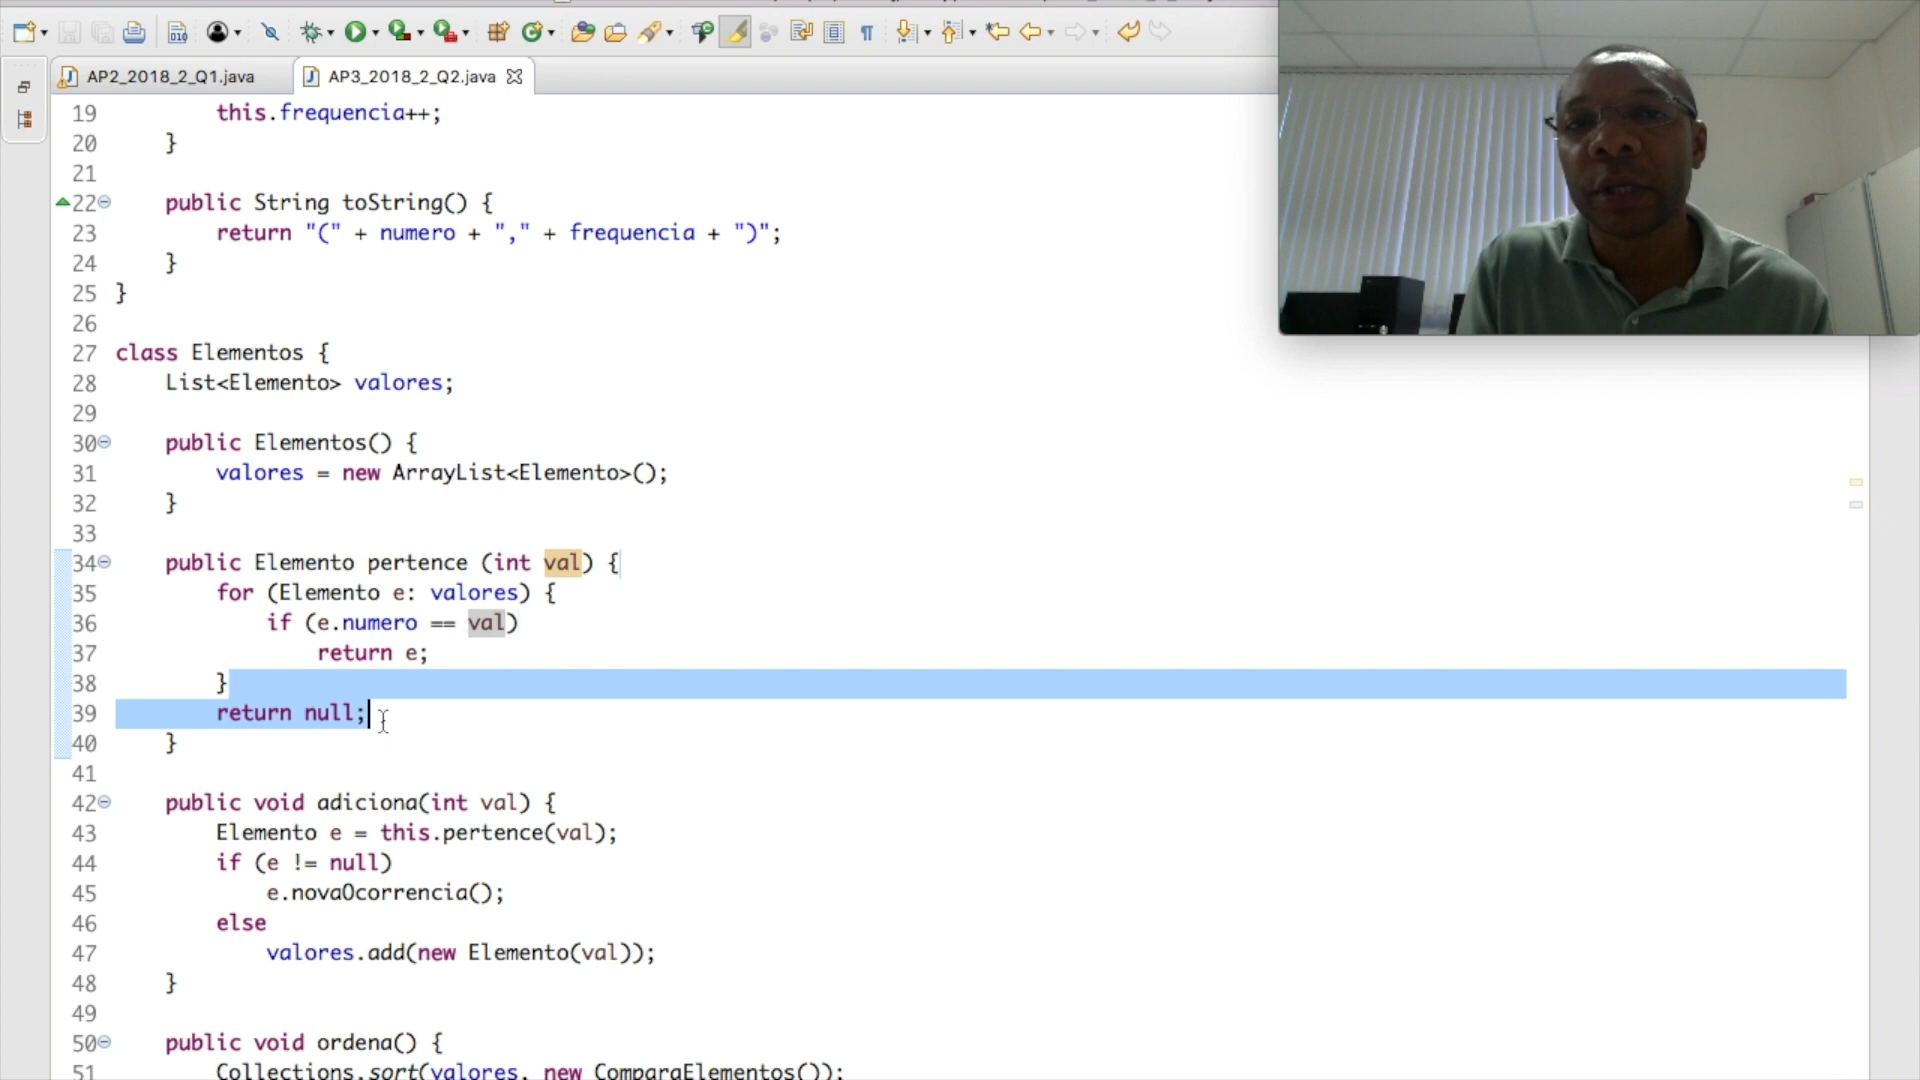 AP2_2018_2_Q1.java
AP3_2018_2_Q2.java
19 this.frequencia++;
20 }
21
22 public String toString() {
23 return "(" + numero + "," + frequencia + ")";
24 }
25 }
26
27 class Elementos {
28 List<Elemento> valores;
29
30 public Elementos() {
31 valores = new ArrayList<Elemento>();
32 }
33
34 public Elemento pertence (int val) {
35 for (Elemento e: valores) {
36 if (e.numero == val)
37 return e;
38 }
39 return null;
40 }
41
42 public void adiciona(int val) {
43 Elemento e = this.pertence(val);
44 if (e != null)
45 e.novaOcorrencia();
46 else
47 valores.add(new Elemento(val));
48 }
49
50 public void ordena() {
51 Collections.sort(valores, new ComparaElementos());